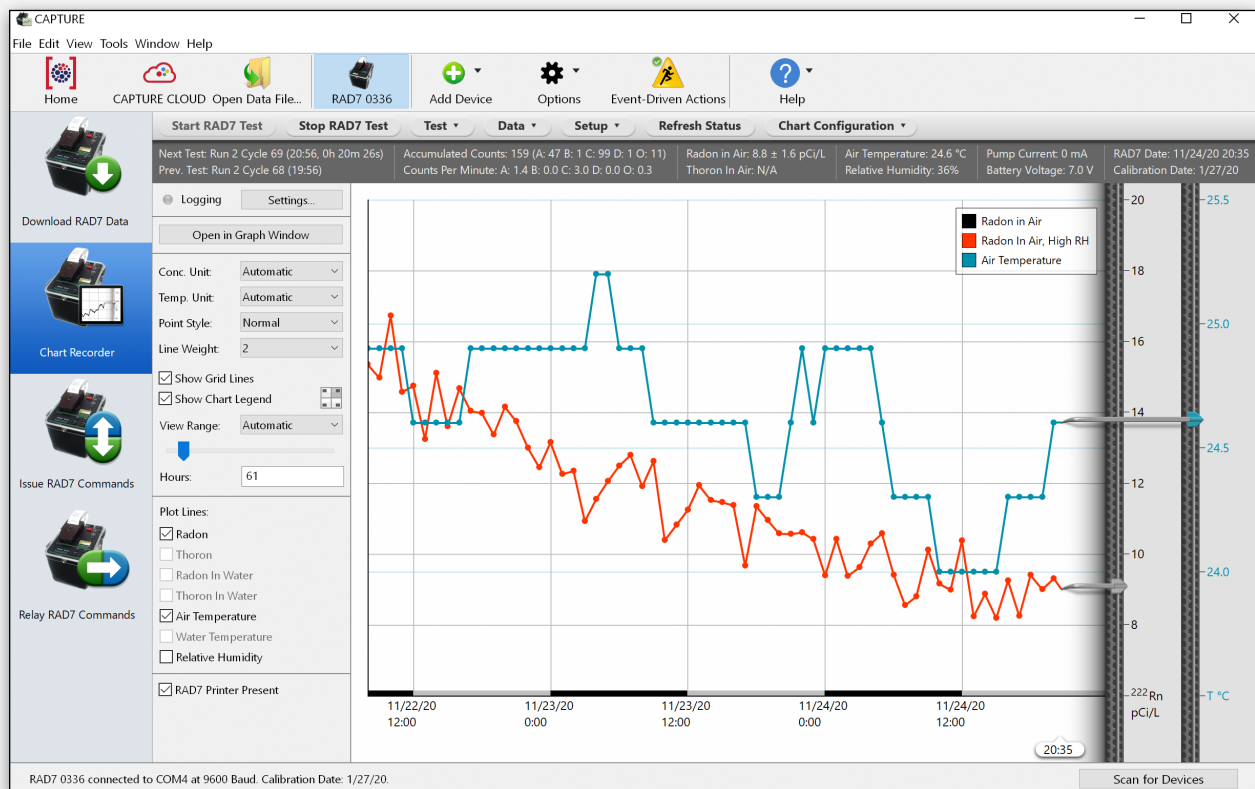 CAPTURE
File Edit View Tools Window Help
Home CAPTURE CLOUD Open Data File... RAD7 0336 Add Device Options Event-Driven Actions Help
Start RAD7 Test Stop RAD7 Test Test Data Setup Refresh Status Chart Configuration
Next Test: Run 2 Cycle 69 (20:56, 0h 20m 26s) Accumulated Counts: 159 (A: 47 B: 1 C: 99 D: 1 O: 11) Radon in Air: 8.8 ± 1.6 pCi/L Air Temperature: 24.6 °C Pump Current: 0 mA RAD7 Date: 11/24/20 20:35
Prev. Test: Run 2 Cycle 68 (19:56) Counts Per Minute: A: 1.4 B: 0.0 C: 3.0 D: 0.0 O: 0.3 Thoron In Air: N/A Relative Humidity: 36% Battery Voltage: 7.0 V Calibration Date: 1/27/20
Download RAD7 Data
Chart Recorder
Issue RAD7 Commands
Relay RAD7 Commands
Logging Settings...
Open in Graph Window
Conc. Unit: Automatic
Temp. Unit: Automatic
Point Style: Normal
Line Weight: 2
Show Grid Lines
Show Chart Legend
View Range: Automatic
Hours: 61
Plot Lines:
Radon
Thoron
Radon In Water
Thoron In Water
Air Temperature
Water Temperature
Relative Humidity
RAD7 Printer Present
Radon in Air
Radon In Air, High RH
Air Temperature
20
18
16
14
12
10
8
222Rn
pCi/L
25.5
25.0
24.5
24.0
T °C
11/22/20 11/23/20 11/23/20 11/24/20 11/24/20
12:00 0:00 12:00 0:00 12:00
20:35
RAD7 0336 connected to COM4 at 9600 Baud. Calibration Date: 1/27/20. Scan for Devices